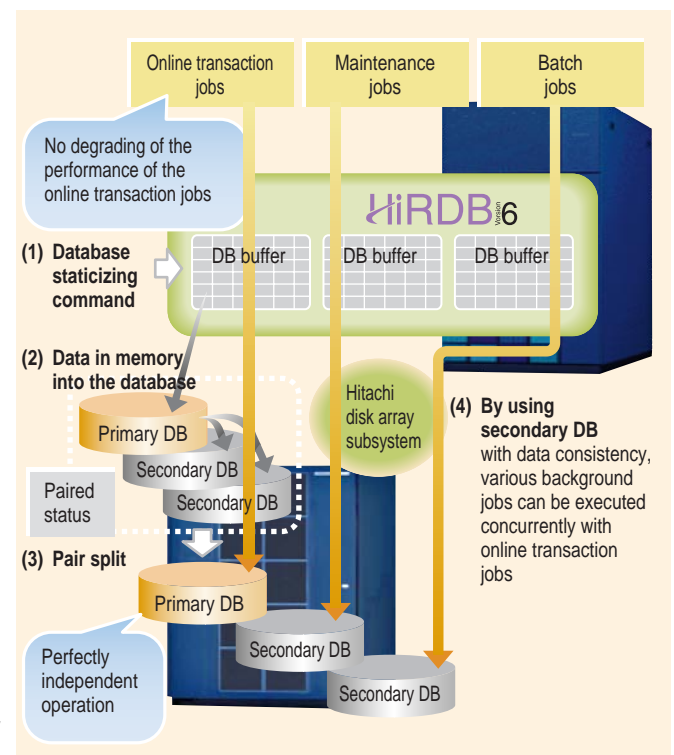 Online transaction
jobs
Maintenance
jobs
Batch
jobs
No degrading of the
performance of the
online transaction jobs
HiRDB Version 6
(1) Database
staticizing
command
DB buffer
DB buffer
DB buffer
(2) Data in memory
into the database
Primary DB
Secondary DB
Secondary DB
Paired
status
Hitachi
disk array
subsystem
(4) By using
secondary DB
with data consistency,
various background
jobs can be executed
concurrently with
online transaction
jobs
(3) Pair split
Primary DB
Secondary DB
Secondary DB
Perfectly
independent
operation